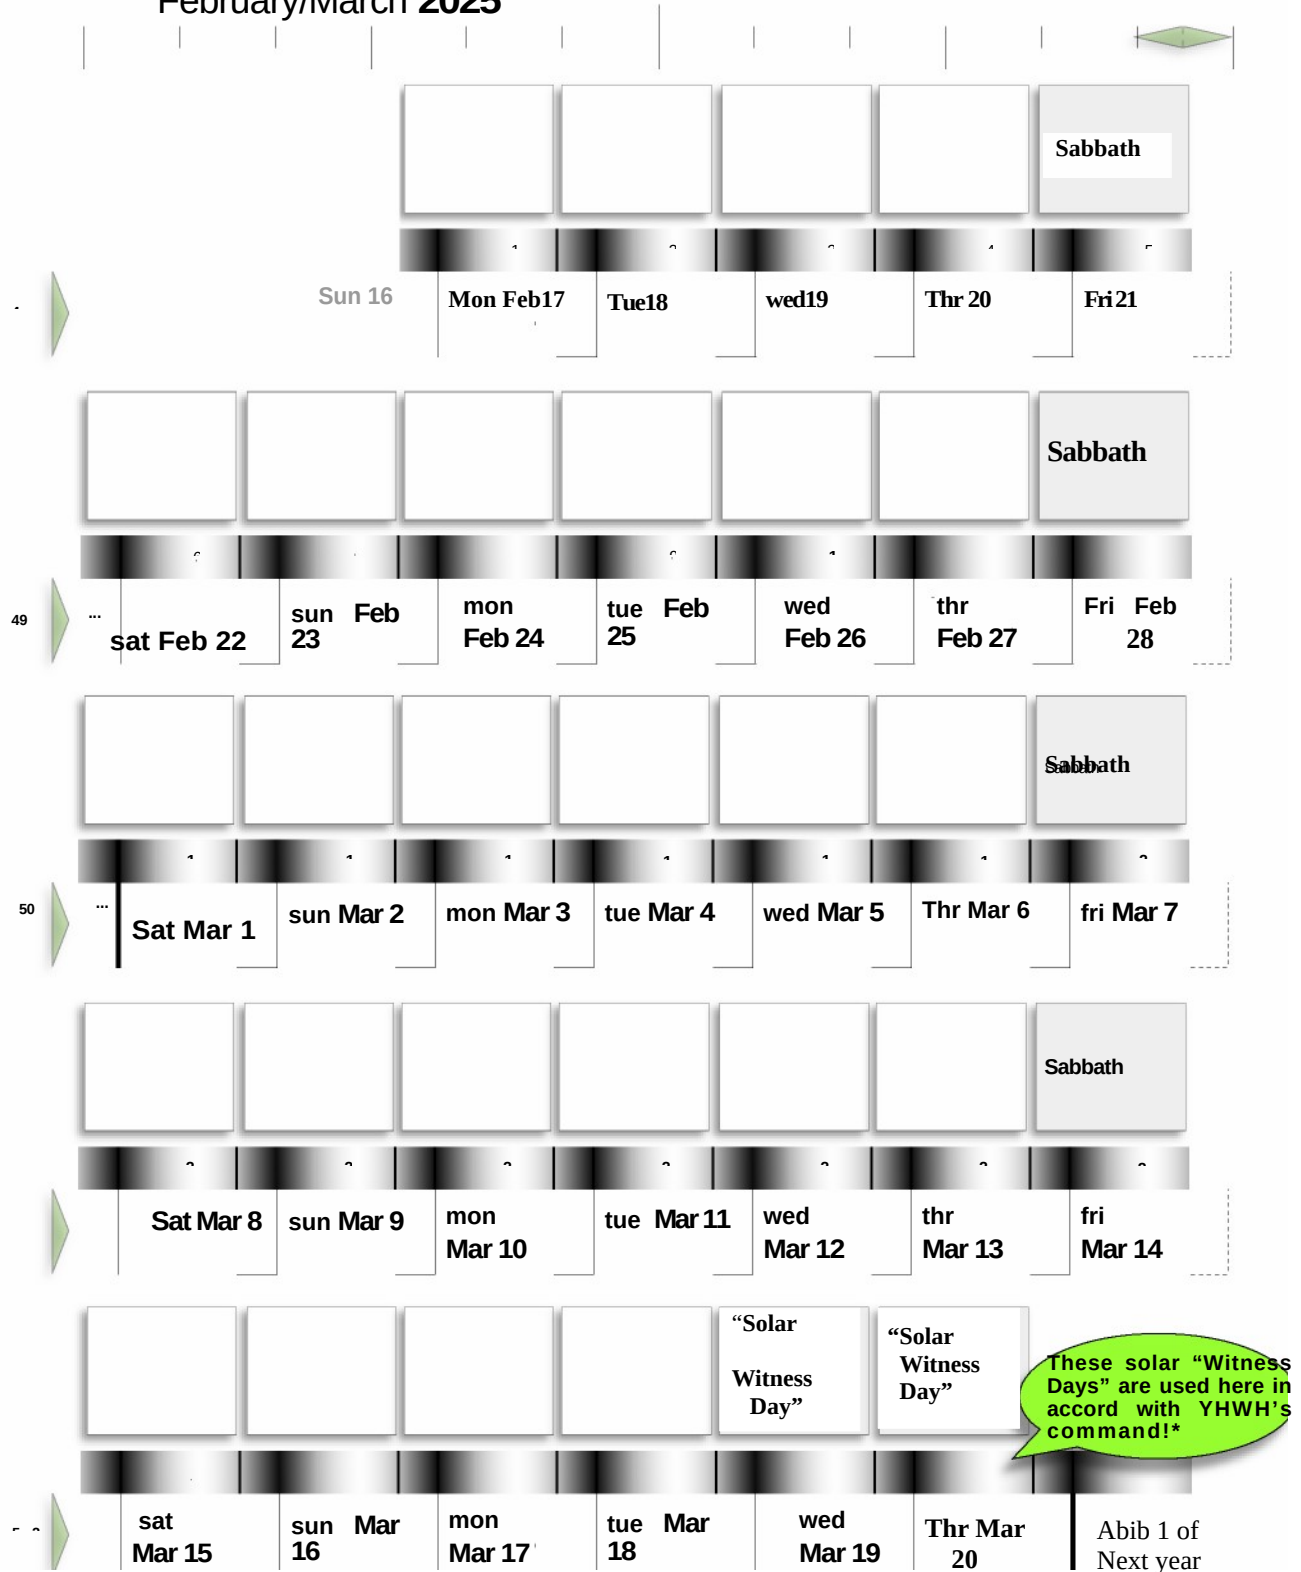 February/March 2025
Sabbath
Sun 16 Mon Feb17 Tue18 wed19 Thr 20 Fri 21
Sabbath
49 ... sat Feb 22 sun Feb 23 mon Feb 24 tue Feb 25 wed Feb 26 thr Feb 27 Fri Feb 28
Sabbath
Sabbath
50 ... Sat Mar 1 sun Mar 2 mon Mar 3 tue Mar 4 wed Mar 5 Thr Mar 6 fri Mar 7
Sabbath
Sat Mar 8 sun Mar 9 mon Mar 10 tue Mar 11 wed Mar 12 thr Mar 13 fri Mar 14
“Solar
Witness
Day”
“Solar
Witness
Day”
These solar “Witness
Days” are used here in
accord with YHWH’s
command!*
sat Mar 15 sun Mar 16 mon Mar 17 tue Mar 18 wed Mar 19 Thr Mar 20
Abib 1 of
Next year